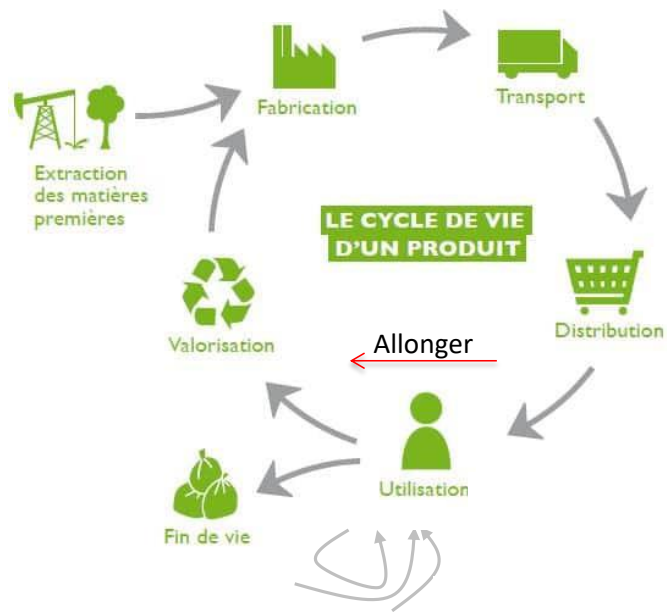 Fabrication
Transport
Extraction
des matières
premières
LE CYCLE DE VIE
D'UN PRODUIT
Distribution
Valorisation
Allonger
Utilisation
Fin de vie